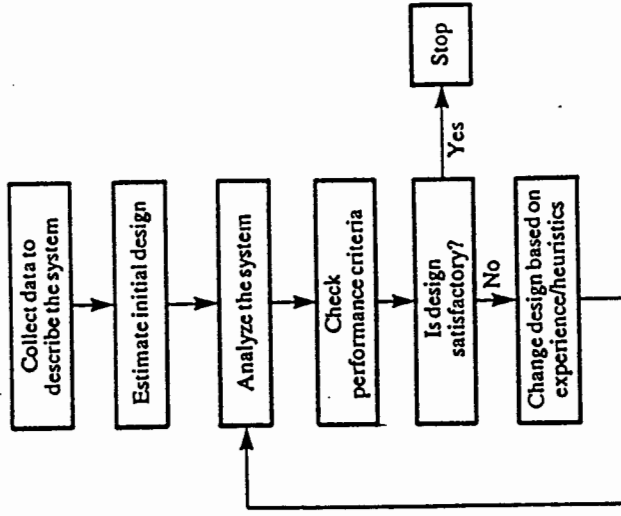 Collect data to
describe the system
Estimate initial design
Analyze the system
Check
performance criteria
Is design
satisfactory?
Yes
Stop
No
Change design based on
experience/heuristics